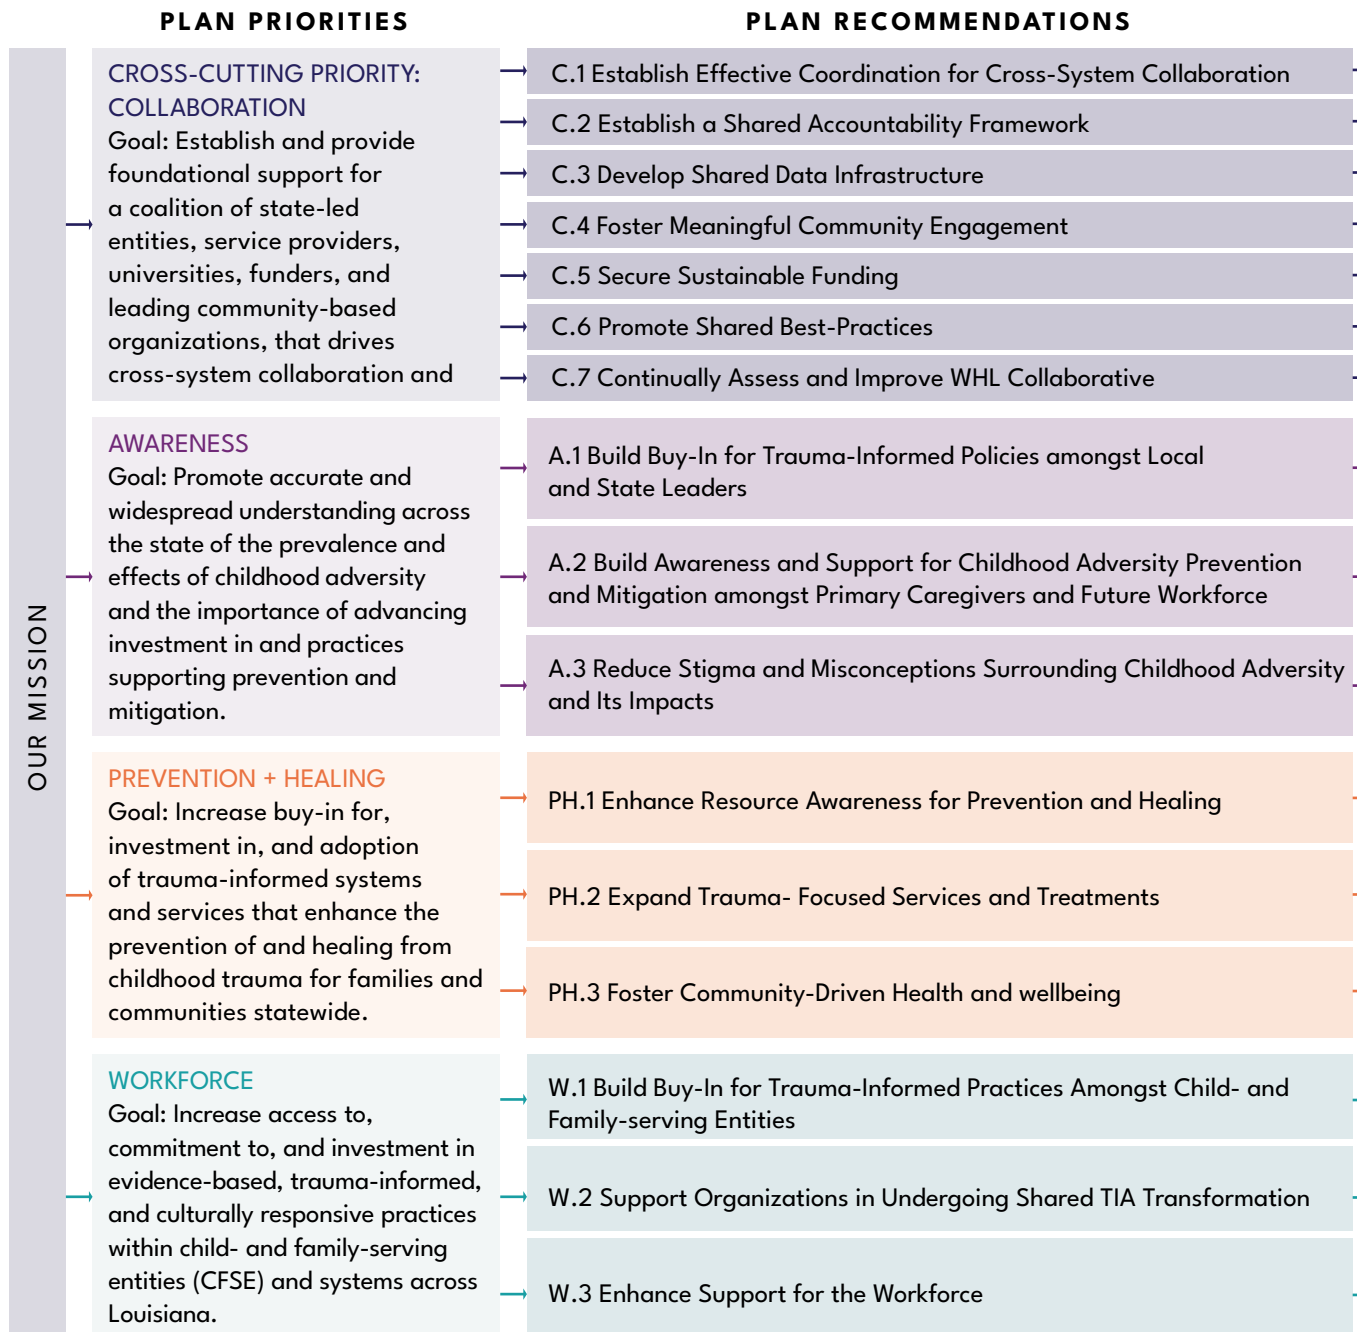 PLAN PRIORITIES
PLAN RECOMMENDATIONS
OUR MISSION
CROSS-CUTTING PRIORITY:
COLLABORATION
Goal: Establish and provide
foundational support for
a coalition of state-led
entities, service providers,
universities, funders, and
leading community-based
organizations, that drives
cross-system collaboration and
C.1 Establish Effective Coordination for Cross-System Collaboration
C.2 Establish a Shared Accountability Framework
C.3 Develop Shared Data Infrastructure
C.4 Foster Meaningful Community Engagement
C.5 Secure Sustainable Funding
C.6 Promote Shared Best-Practices
C.7 Continually Assess and Improve WHL Collaborative
AWARENESS
Goal: Promote accurate and
widespread understanding across
the state of the prevalence and
effects of childhood adversity
and the importance of advancing
investment in and practices
supporting prevention and
mitigation.
A.1 Build Buy-In for Trauma-Informed Policies amongst Local
and State Leaders
A.2 Build Awareness and Support for Childhood Adversity Prevention
and Mitigation amongst Primary Caregivers and Future Workforce
A.3 Reduce Stigma and Misconceptions Surrounding Childhood Adversity
and Its Impacts
PREVENTION + HEALING
Goal: Increase buy-in for,
investment in, and adoption
of trauma-informed systems
and services that enhance the
prevention of and healing from
childhood trauma for families and
communities statewide.
PH.1 Enhance Resource Awareness for Prevention and Healing
PH.2 Expand Trauma- Focused Services and Treatments
PH.3 Foster Community-Driven Health and wellbeing
WORKFORCE
Goal: Increase access to,
commitment to, and investment in
evidence-based, trauma-informed,
and culturally responsive practices
within child- and family-serving
entities (CFSE) and systems across
Louisiana.
W.1 Build Buy-In for Trauma-Informed Practices Amongst Child- and
Family-serving Entities
W.2 Support Organizations in Undergoing Shared TIA Transformation
W.3 Enhance Support for the Workforce